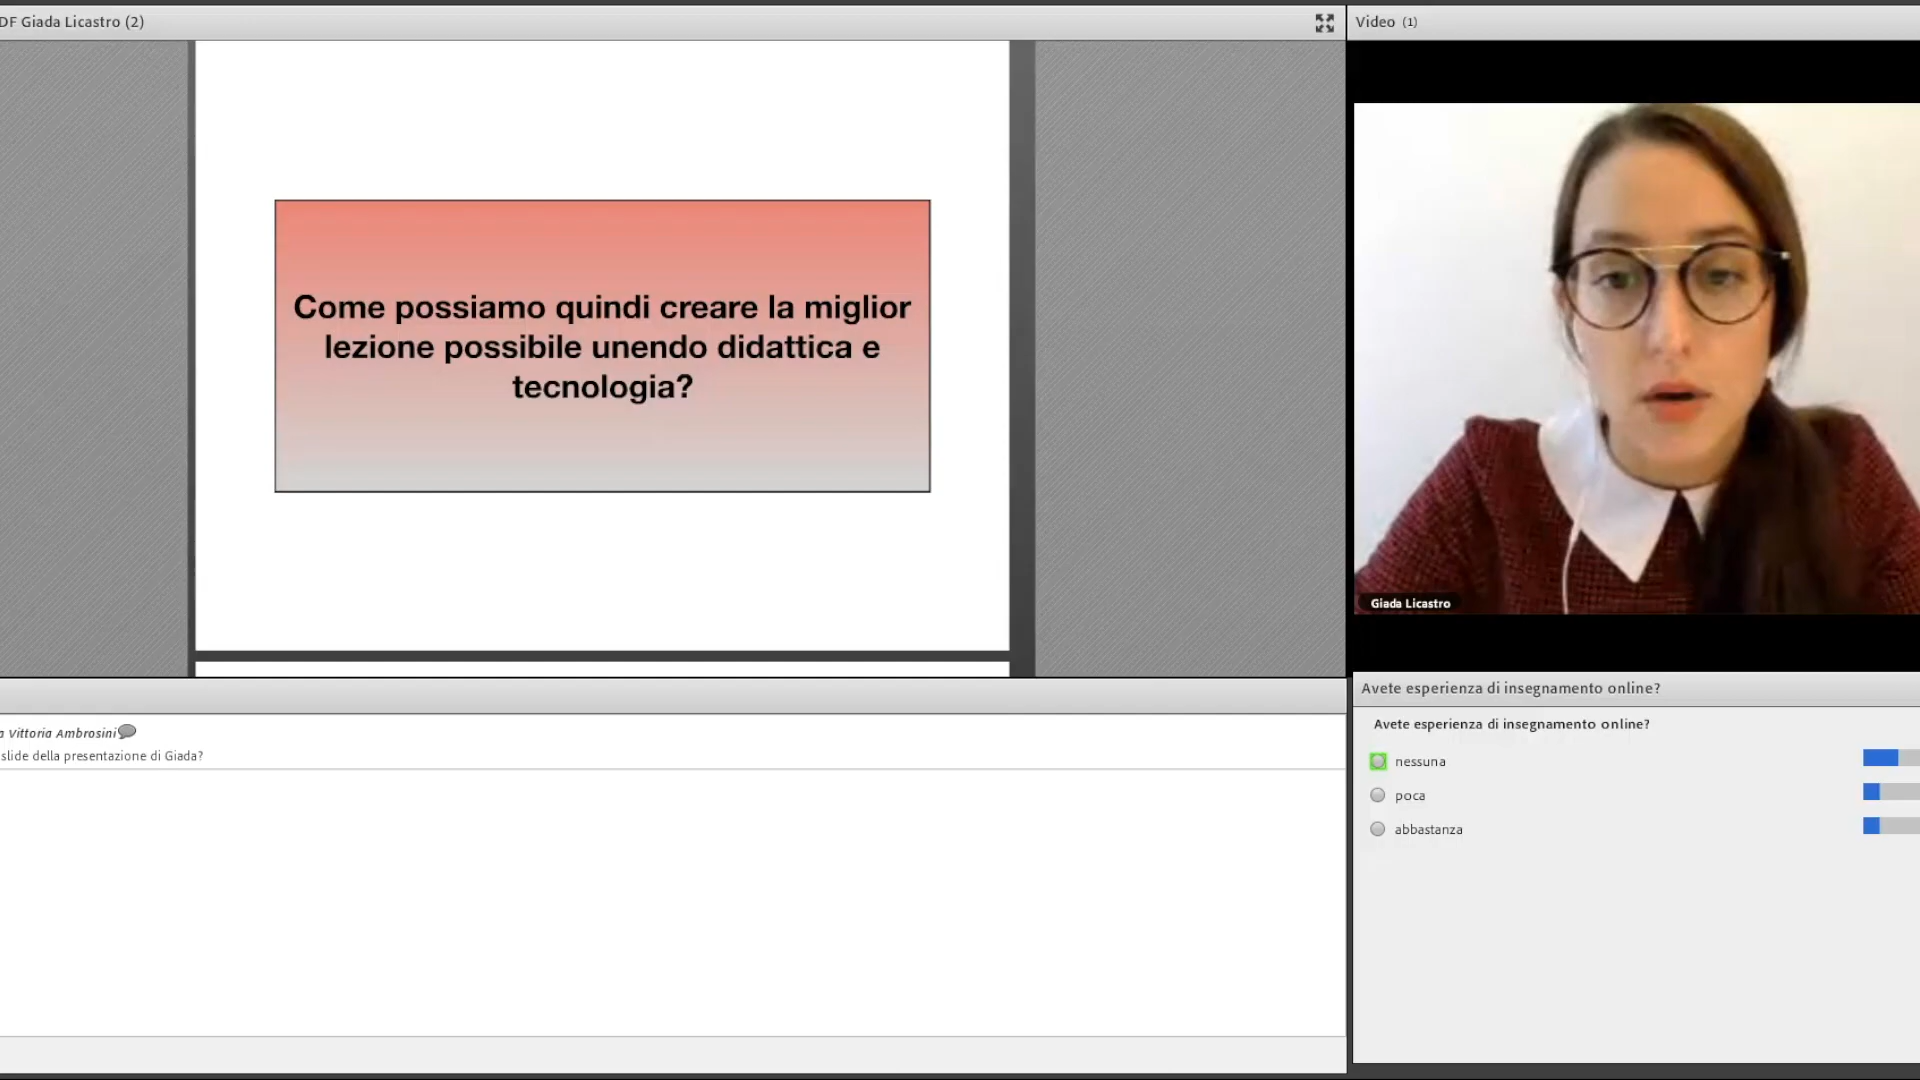 DF Giada Licastro (2)
Video (1)
Come possiamo quindi creare la miglior
lezione possibile unendo didattica e
tecnologia?
Giada Licastro
a Vittoria Ambrosini
slide della presentazione di Giada?
Avete esperienza di insegnamento online?
Avete esperienza di insegnamento online?
nessuna
poca
abbastanza